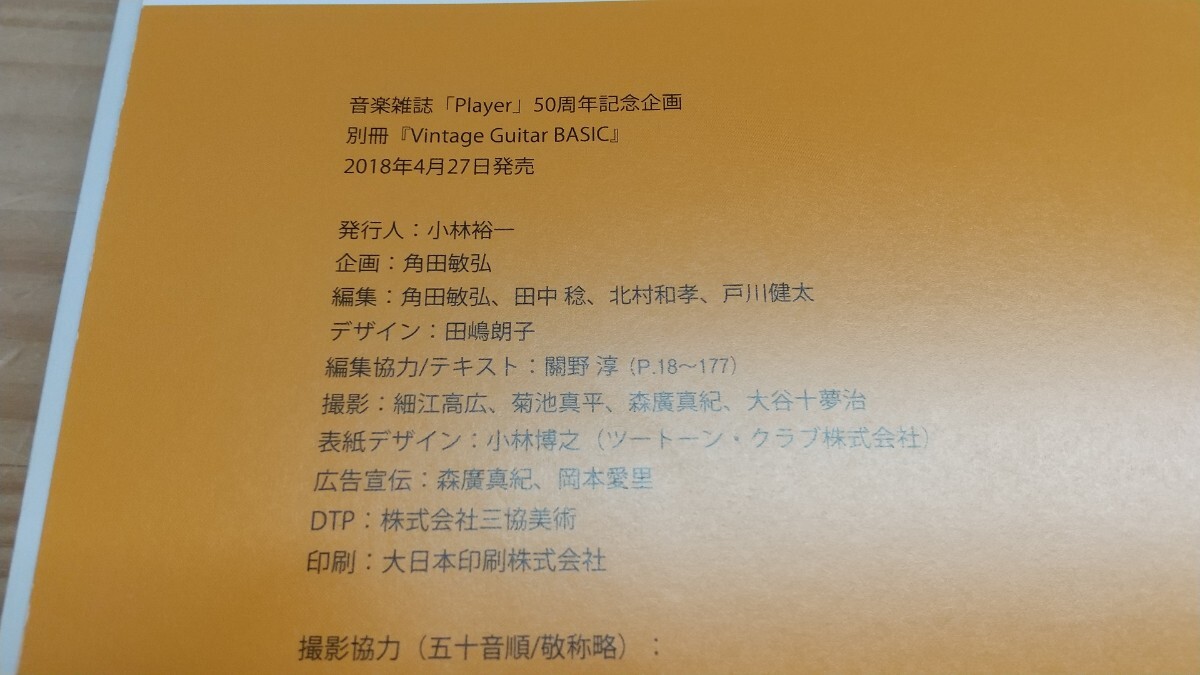 音楽雑誌「Player」50周年記念企画
別冊『Vintage Guitar BASIC』
2018年4月27日発売
発行人：小林裕一
企画：角田敏弘
編集：角田敏弘、田中 稔、北村和孝、戸川健太
デザイン：田嶋朗子
編集協力/テキスト：關野 淳（P.18〜177）
撮影：細江高広、菊池真平、森廣真紀、大谷十夢治
表紙デザイン：小林博之（ツートーン・クラブ株式会社）
広告宣伝：森廣真紀、岡本愛里
DTP：株式会社三協美術
印刷：大日本印刷株式会社
撮影協力（五十音順/敬称略）：